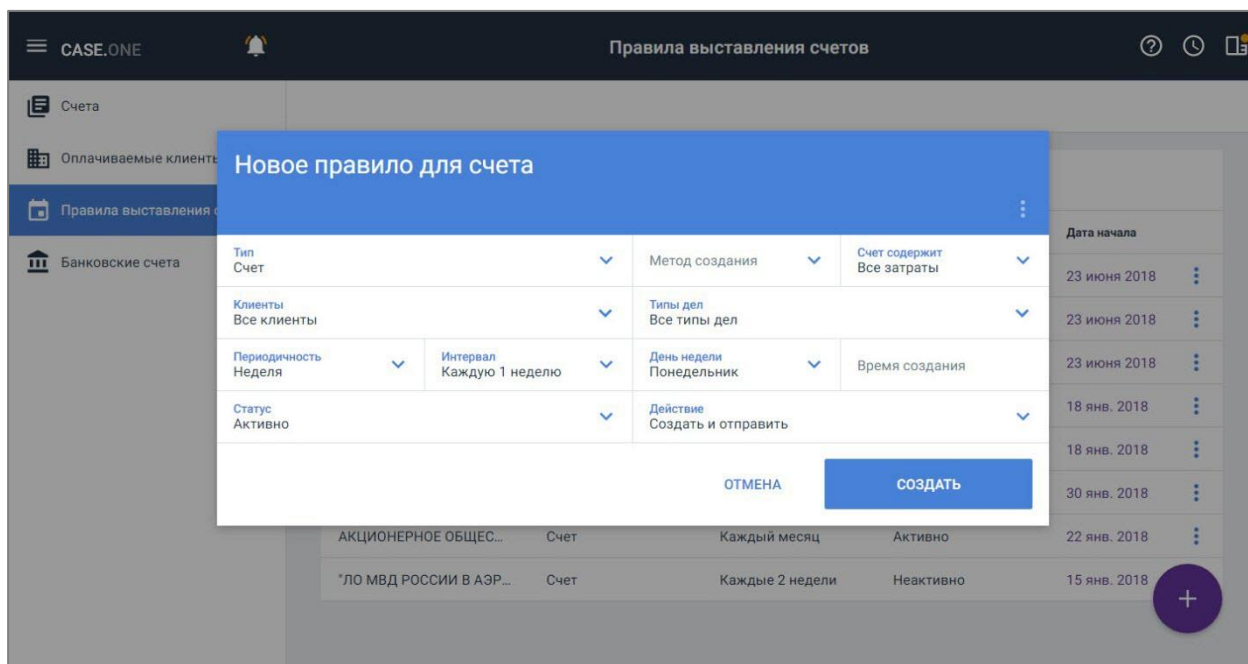 CASE.ONE
Правила выставления счетов
Счета
Оплачиваемые клиенты
Правила выставления
Банковские счета
Новое правило для счета
Дата начала
Тип
Счет
Метод создания
Счет содержит
Все затраты
23 июня 2018
Клиенты
Все клиенты
Типы дел
Все типы дел
23 июня 2018
Периодичность
Неделя
Интервал
Каждую 1 неделю
День недели
Понедельник
Время создания
23 июня 2018
Статус
Активно
Действие
Создать и отправить
18 янв. 2018
18 янв. 2018
ОТМЕНА
СОЗДАТЬ
30 янв. 2018
АКЦИОНЕРНОЕ ОБЩЕС... Счет Каждый месяц Активно 22 янв. 2018
"ЛО МВД РОССИИ В АЭР... Счет Каждые 2 недели Неактивно 15 янв. 2018